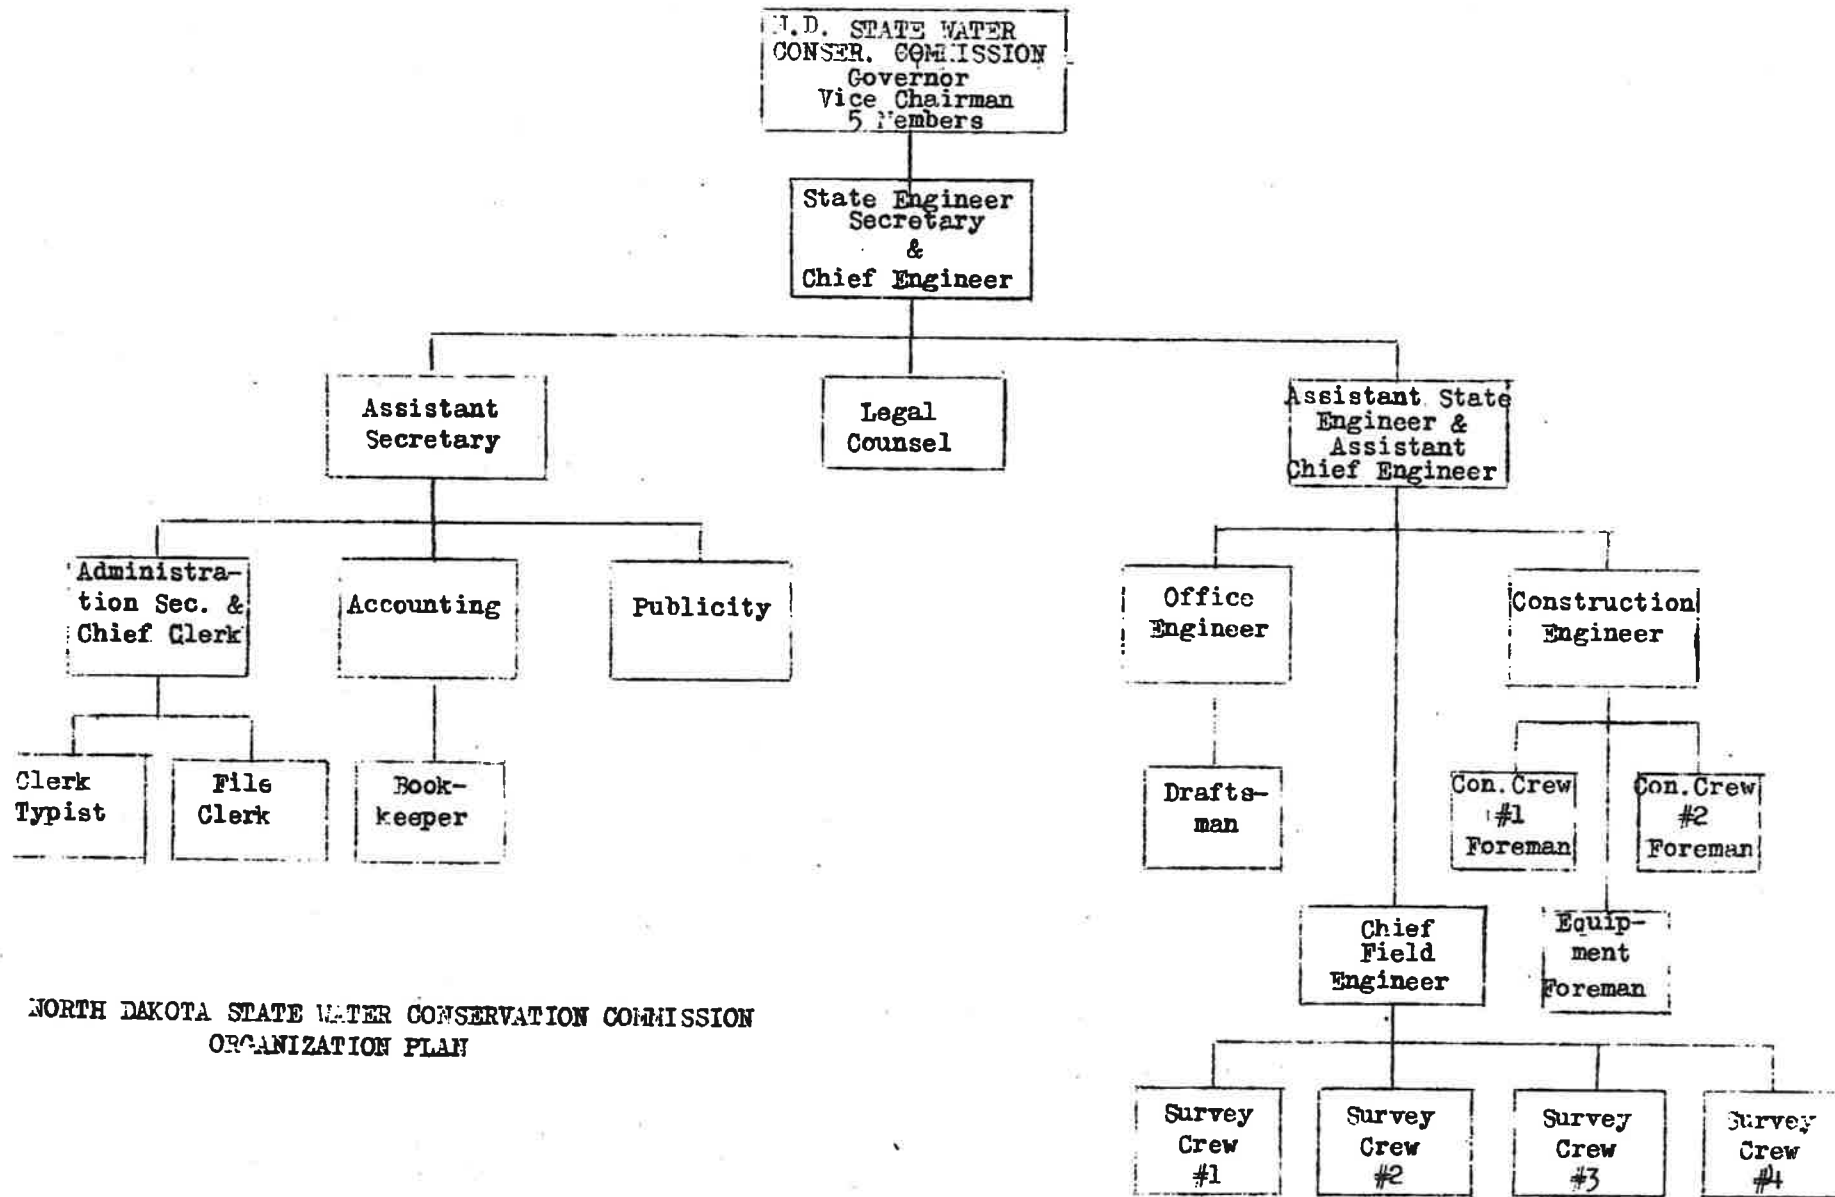 N.D. STATE WATER
CONSER. COMMISSION
Governor
Vice Chairman
5 Members
State Engineer
Secretary
&
Chief Engineer
Assistant
Secretary
Legal
Counsel
Assistant State
Engineer &
Assistant
Chief Engineer
Administra-
tion Sec. &
Chief Clerk
Accounting
Publicity
Office
Engineer
Construction
Engineer
Clerk
Typist
File
Clerk
Book-
keeper
Drafts-
man
Con.Crew
#1
Foreman
Con.Crew
#2
Foreman
Chief
Field
Engineer
Equip-
ment
Foreman
NORTH DAKOTA STATE WATER CONSERVATION COMMISSION
ORGANIZATION PLAN
Survey
Crew
#1
Survey
Crew
#2
Survey
Crew
#3
Survey
Crew
#4